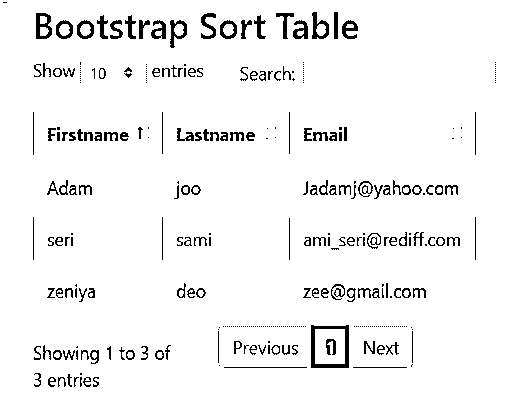 Bootstrap Sort Table
Show 10 entries Search:
Firstname Lastname Email
Adam joo Jadamj@yahoo.com
seri sami ami_seri@rediff.com
zeniya deo zee@gmail.com
Showing 1 to 3 of
3 entries
Previous 1 Next